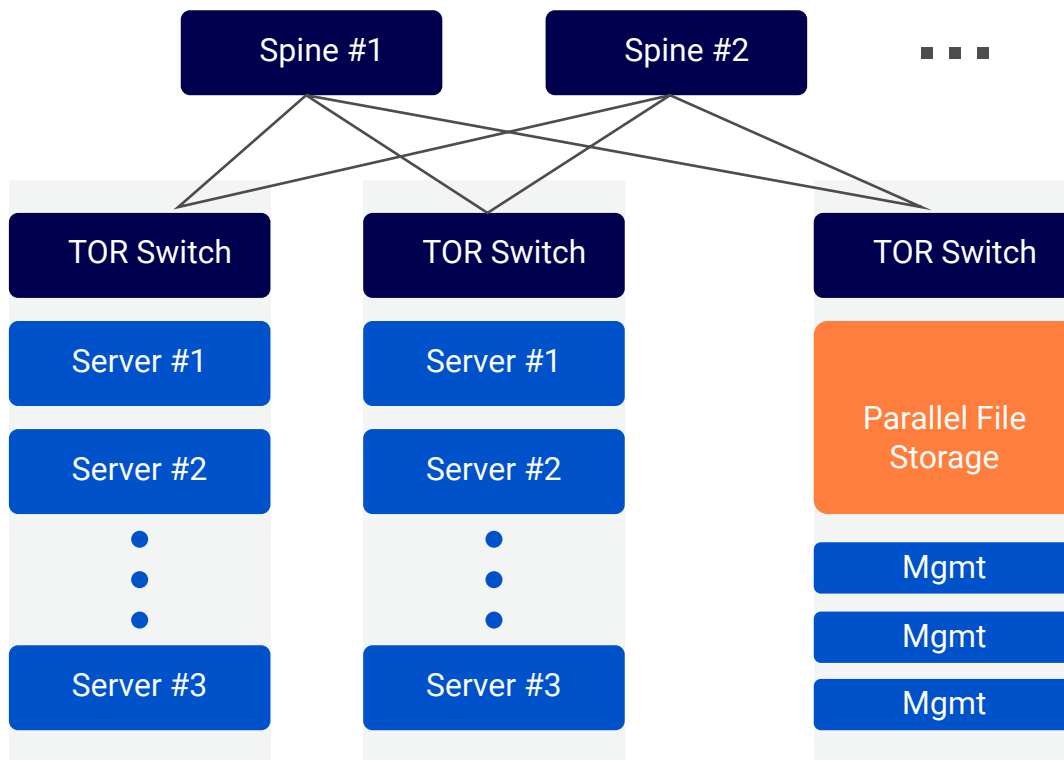 Spine #1
Spine #2
TOR Switch
TOR Switch
TOR Switch
Server #1
Server #1
Parallel File
Storage
Server #2
Server #2
Mgmt
Mgmt
Server #3
Server #3
Mgmt